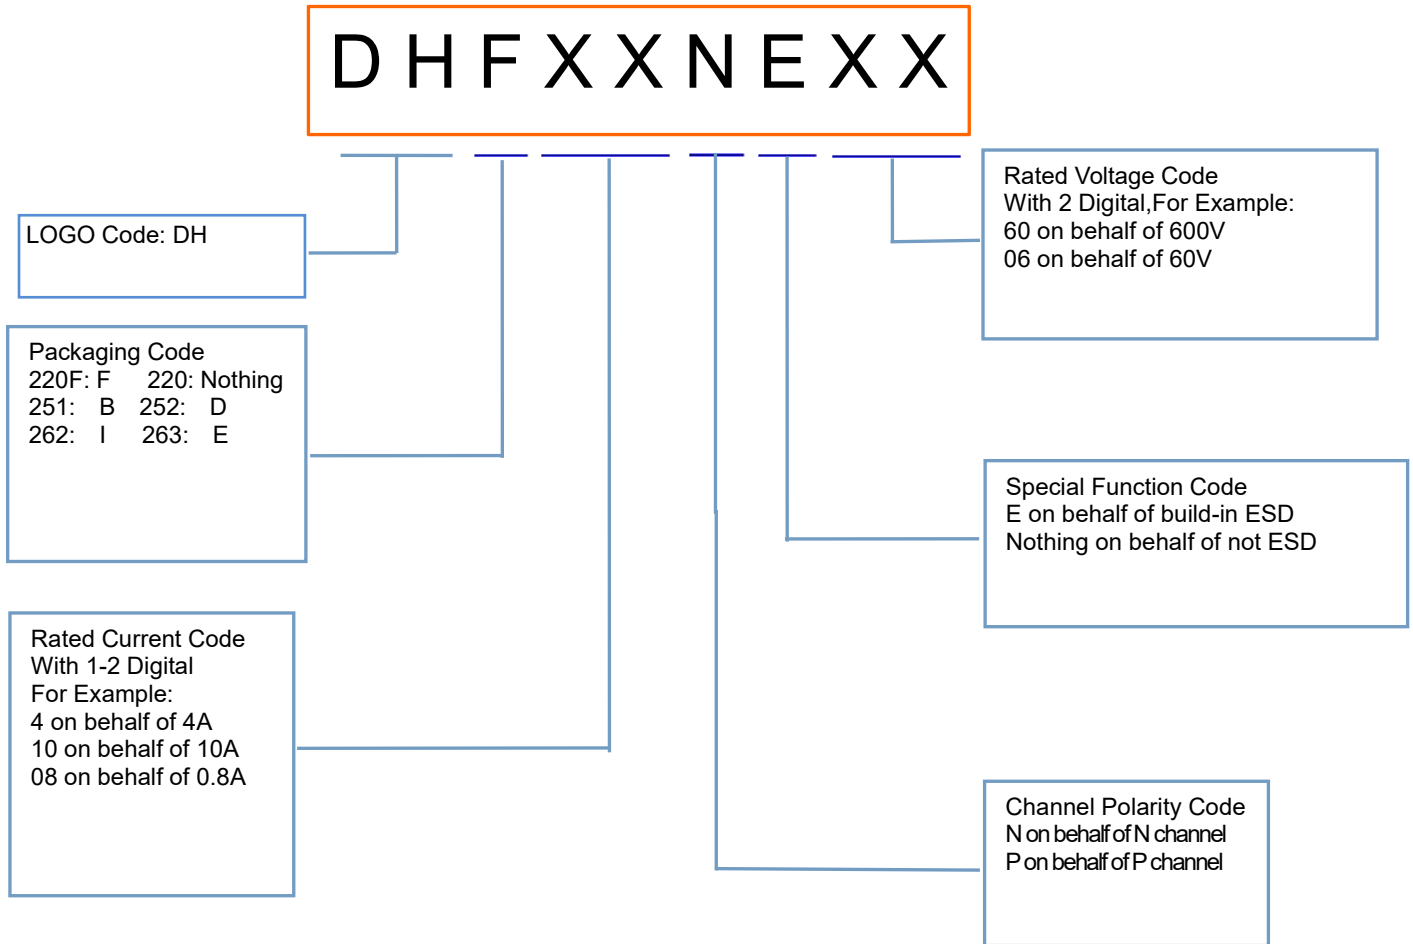 DHFXXNEXX
LOGO Code: DH
Packaging Code
220F: F 220: Nothing
251: B 252: D
262: I 263: E
Rated Current Code
With 1-2 Digital
For Example:
4 on behalf of 4A
10 on behalf of 10A
08 on behalf of 0.8A
Rated Voltage Code
With 2 Digital,For Example:
60 on behalf of 600V
06 on behalf of 60V
Special Function Code
E on behalf of build-in ESD
Nothing on behalf of not ESD
Channel Polarity Code
N on behalf of N channel
P on behalf of P channel